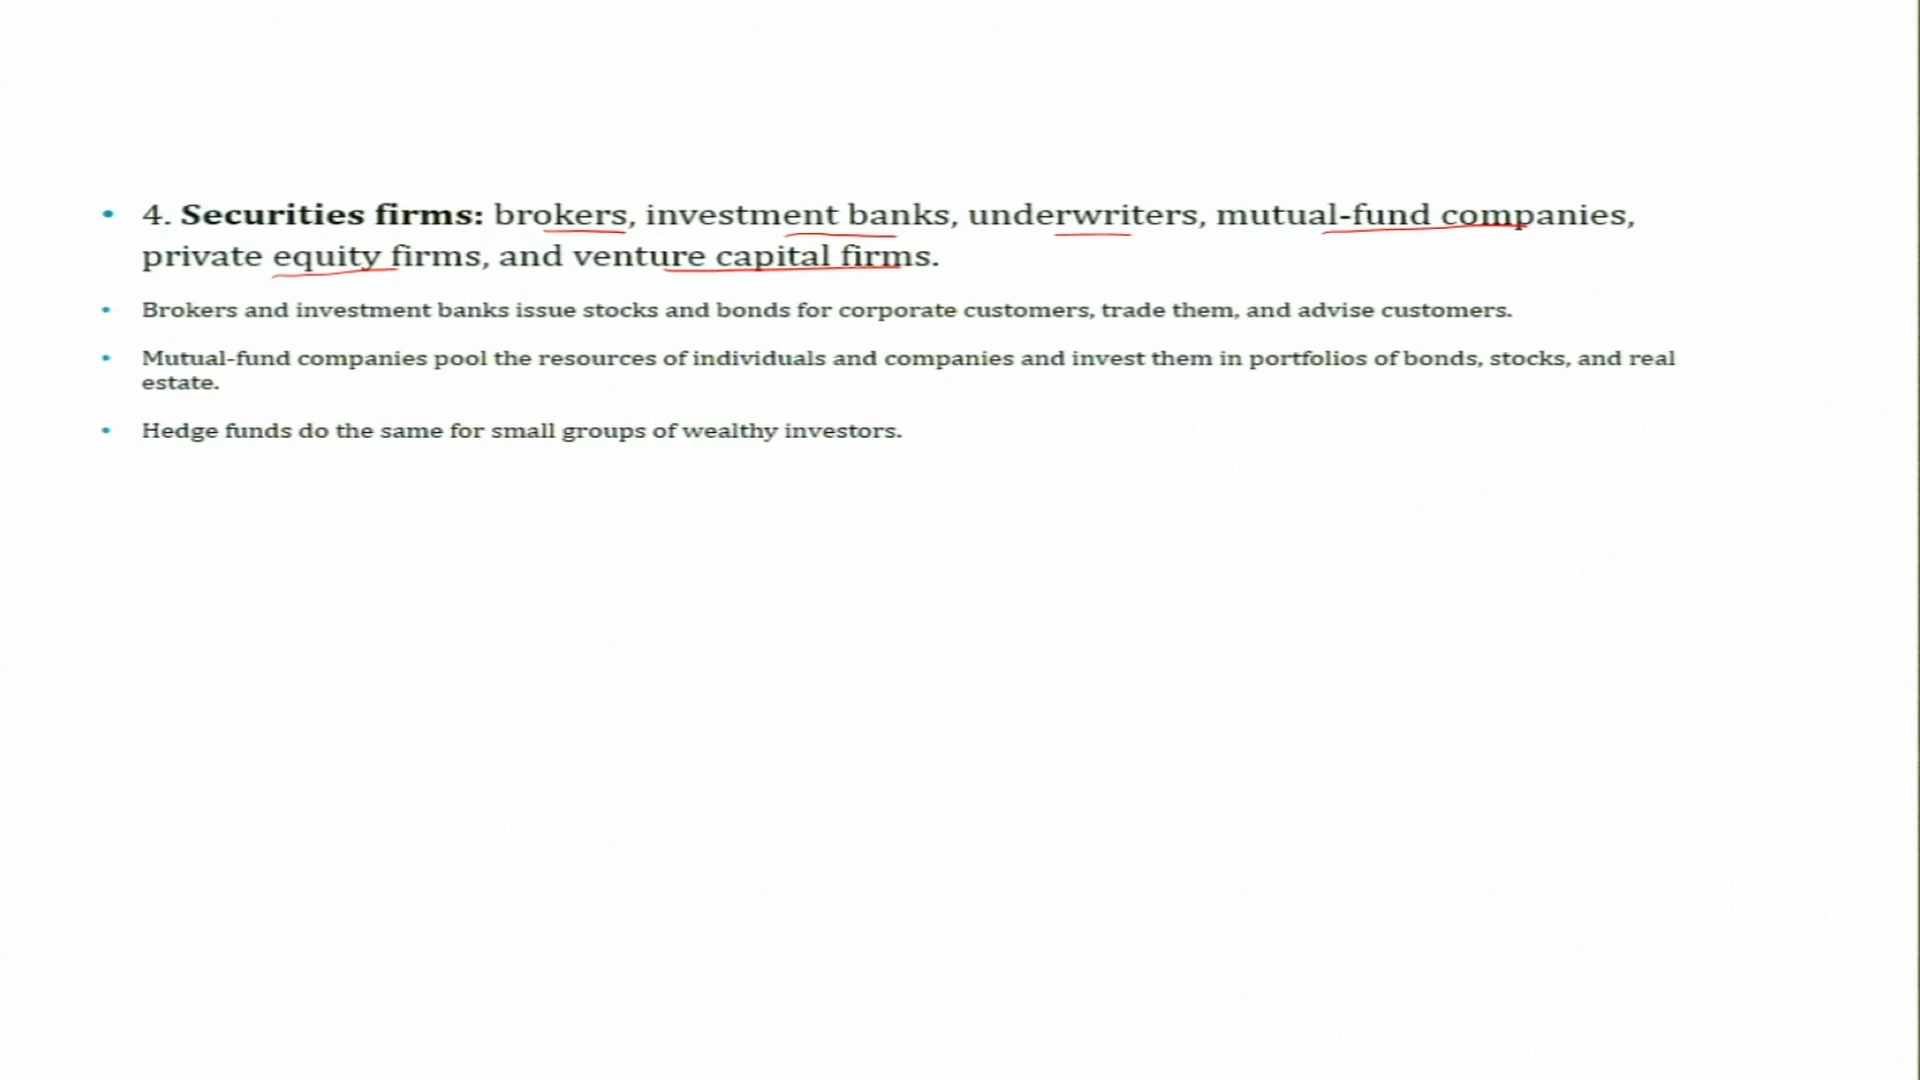 • 4. Securities firms: brokers, investment banks, underwriters, mutual-fund companies,
private equity firms, and venture capital firms.
• Brokers and investment banks issue stocks and bonds for corporate customers, trade them, and advise customers.
• Mutual-fund companies pool the resources of individuals and companies and invest them in portfolios of bonds, stocks, and real
estate.
• Hedge funds do the same for small groups of wealthy investors.